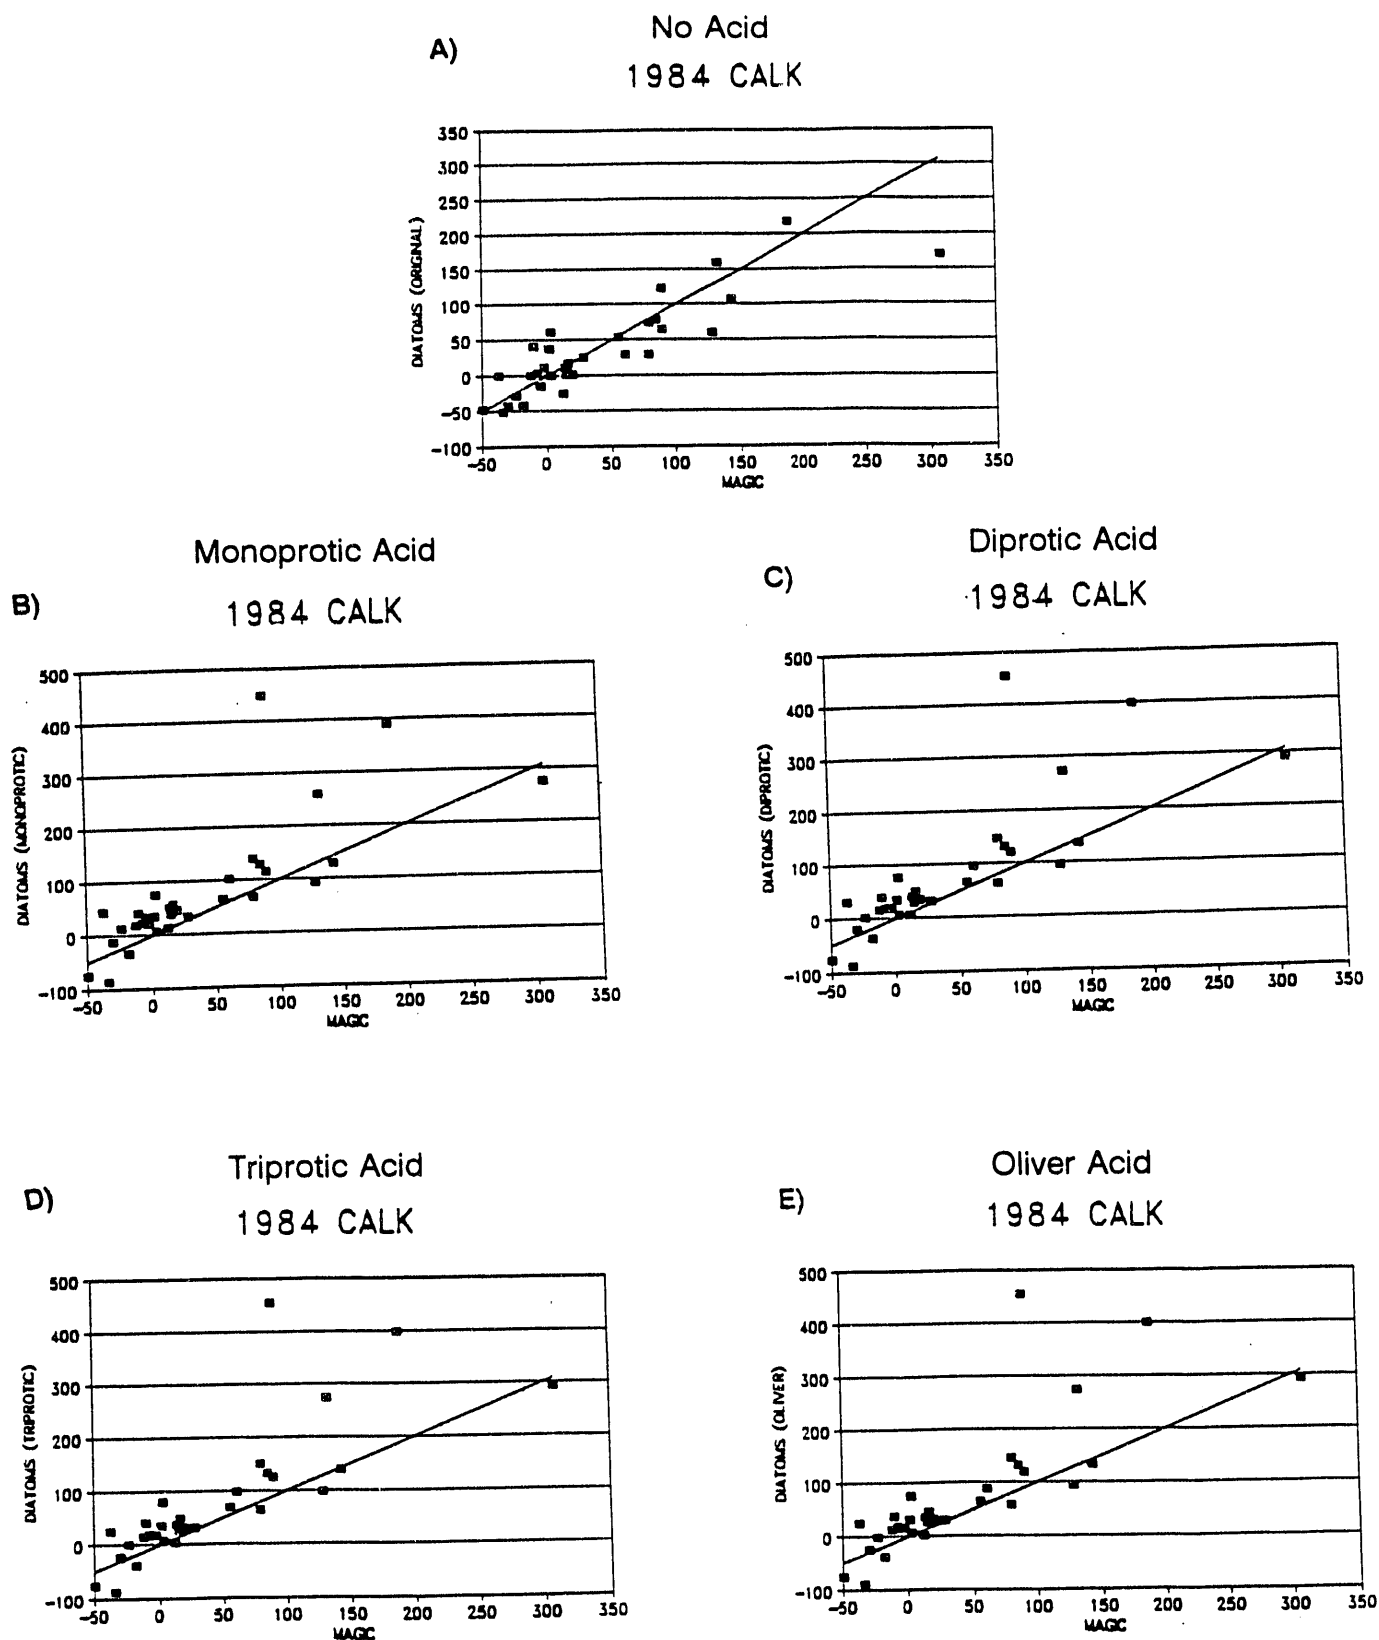 A)
No Acid
1984 CALK
DIATOMS (ORIGINAL)
350
300
250
200
150
100
50
0
-50
-100
-50 0 50 100 150 200 250 300 350
MAGIC
B)
Monoprotic Acid
1984 CALK
DIATOMS (MONOPROTIC)
500
400
300
200
100
0
-100
-50 0 50 100 150 200 250 300 350
MAGIC
C)
Diprotic Acid
1984 CALK
DIATOMS (DIPROTIC)
500
400
300
200
100
0
-100
-50 0 50 100 150 200 250 300 350
MAGIC
D)
Triprotic Acid
1984 CALK
DIATOMS (TRIPROTIC)
500
400
300
200
100
0
-100
-50 0 50 100 150 200 250 300 350
MAGIC
E)
Oliver Acid
1984 CALK
DIATOMS (OLIVER)
500
400
300
200
100
0
-100
-50 0 50 100 150 200 250 300 350
MAGIC